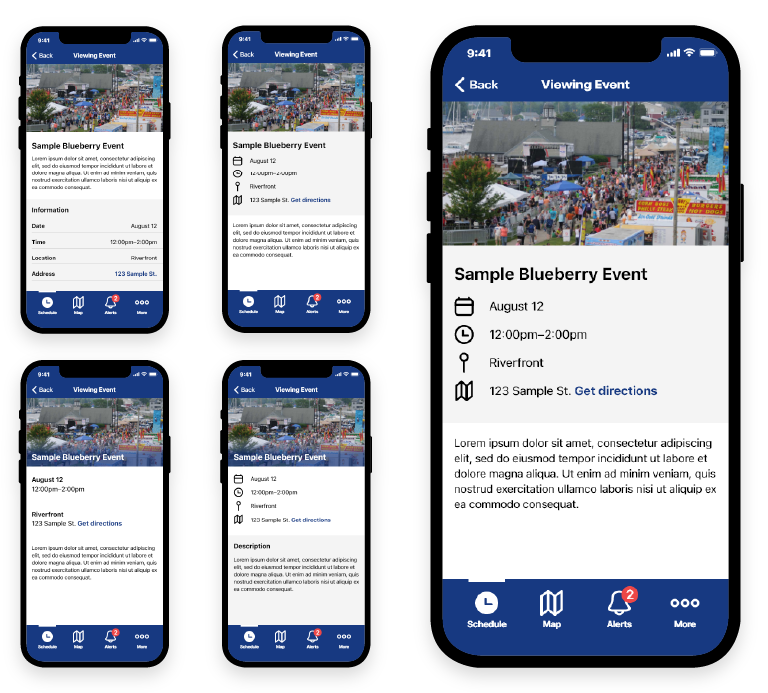 9:41
Back Viewing Event
Sample Blueberry Event
Lorem ipsum dolor sit amet, consectetur adipiscing
elit, sed do eiusmod tempor incididunt ut labore et
dolore magna aliqua. Ut enim ad minim veniam, quis
nostrud exercitation ullamco laboris nisi ut aliquip ex
ea commodo consequat.
Information
Date August 12
Time 12:00pm–2:00pm
Location Riverfront
Address 123 Sample St.
2
Schedule Map Alerts More
9:41
Back Viewing Event
Sample Blueberry Event
August 12
12:00pm–2:00pm
Riverfront
123 Sample St. Get directions
Lorem ipsum dolor sit amet, consectetur adipiscing
elit, sed do eiusmod tempor incididunt ut labore et
dolore magna aliqua. Ut enim ad minim veniam, quis
nostrud exercitation ullamco laboris nisi ut aliquip ex
ea commodo consequat.
2
Schedule Map Alerts More
9:41
Back Viewing Event
Sample Blueberry Event
August 12
12:00pm–2:00pm
Riverfront
123 Sample St. Get directions
Lorem ipsum dolor sit amet, consectetur adipiscing
elit, sed do eiusmod tempor incididunt ut labore et
dolore magna aliqua. Ut enim ad minim veniam, quis
nostrud exercitation ullamco laboris nisi ut aliquip ex
ea commodo consequat.
2
Schedule Map Alerts More
9:41
Back Viewing Event
Sample Blueberry Event
August 12
12:00pm–2:00pm
Riverfront
123 Sample St. Get directions
Description
Lorem ipsum dolor sit amet, consectetur adipiscing
elit, sed do eiusmod tempor incididunt ut labore et
dolore magna aliqua. Ut enim ad minim veniam, quis
nostrud exercitation ullamco laboris nisi ut aliquip ex
ea commodo consequat.
2
Schedule Map Alerts More
9:41
Back Viewing Event
Sample Blueberry Event
August 12
12:00pm–2:00pm
Riverfront
123 Sample St. Get directions
Lorem ipsum dolor sit amet, consectetur adipiscing
elit, sed do eiusmod tempor incididunt ut labore et
dolore magna aliqua. Ut enim ad minim veniam, quis
nostrud exercitation ullamco laboris nisi ut aliquip ex
ea commodo consequat.
2
Schedule Map Alerts More